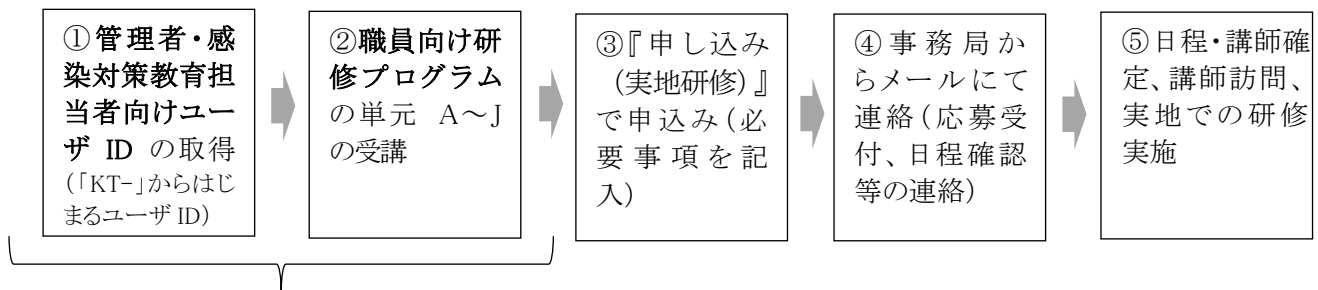 ①管理者・感
染対策教育担
当者向けユー
ザ ID の取得
(「KT-」からはじ
まるユーザ ID)
②職員向け研
修プログラム
の単元 A～J
の受講
③『申し込み
(実地研修)』
で申込み(必
要事項を記
入)
④事務局か
らメールにて
連絡(応募受
付、日程確認
等の連絡)
⑤日程・講師確
定、講師訪問、
実地での研修
実施